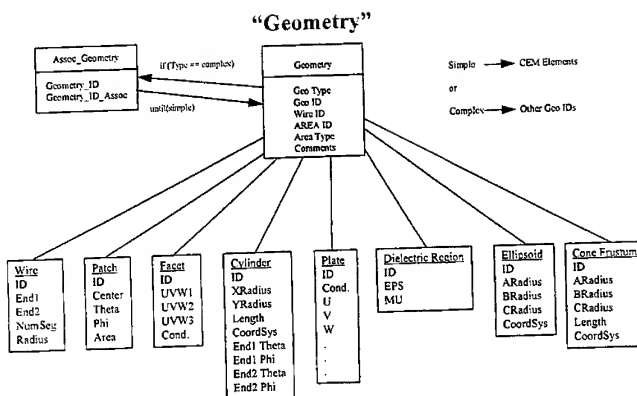 “Geometry”
Assoc_Geometry
Geometry_ID
Geometry_ID_Assoc
if (Type == complex)
until(simple)
Geometry
Geo Type
Geo ID
Wire ID
AREA ID
Area Type
Comments
Simple
CEM Elements
or
Complex
Other Geo IDs
Wire
ID
End1
End2
NumSeg
Radius
Patch
ID
Center
Theta
Phi
Area
Facet
ID
UVW1
UVW2
UVW3
Cond.
Cylinder
ID
XRadius
YRadius
Length
CoordSys
End1 Theta
End1 Phi
End2 Theta
End2 Phi
Plate
ID
Cond.
U
V
W
.
.
.
Dielectric Region
ID
EPS
MU
Ellipsoid
ID
ARadius
BRadius
CRadius
CoordSys
Cone Frustum
ID
ARadius
BRadius
CRadius
Length
CoordSys